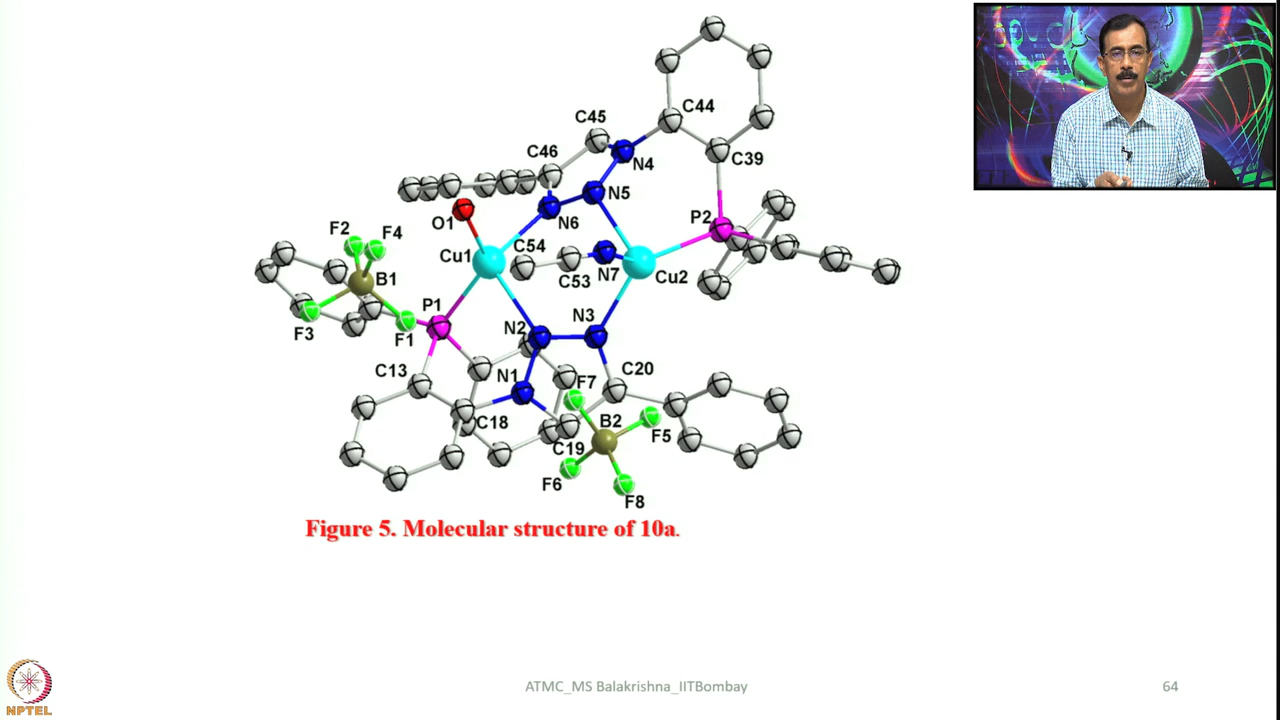 C44
C45
C39
C46
N4
N5
P2
O1
N6
F2
F4
C54
Cu1
N7
C53
Cu2
B1
P1
N3
F3
F1
N2
C13
C20
N1
F7
B2
C18
F5
C19
F6
F8
Figure 5. Molecular structure of 10a.
NPTEL
ATMC_MS Balakrishna_IITBombay
64